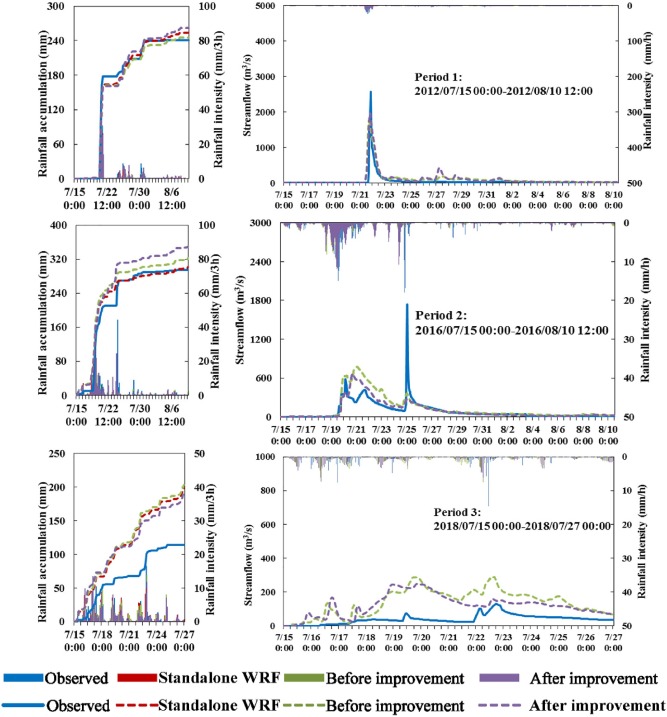 Rainfall accumulation (mm)
300
240
180
120
60
0
100
80
60
40
20
0
Rainfall intensity (mm/3h)
7/15 7/22 7/30 8/6
0:00 12:00 0:00 12:00
Streamflow (m³/s)
5000
4000
3000
2000
1000
0
0
100
200
300
400
500
Rainfall intensity (mm/h)
Period 1:
2012/07/15 00:00-2012/08/10 12:00
7/15 7/17 7/19 7/21 7/23 7/25 7/27 7/29 7/31 8/2 8/4 8/6 8/8 8/10
0:00 0:00 0:00 0:00 0:00 0:00 0:00 0:00 0:00 0:00 0:00 0:00 0:00 0:00
Rainfall accumulation (mm)
400
320
240
160
80
0
100
80
60
40
20
0
Rainfall intensity (mm/3h)
7/15 7/22 7/30 8/6
0:00 12:00 0:00 12:00
Streamflow (m³/s)
3000
2400
1800
1200
600
0
0
10
20
30
40
50
Rainfall intensity (mm/h)
Period 2:
2016/07/15 00:00-2016/08/10 12:00
7/15 7/17 7/19 7/21 7/23 7/25 7/27 7/29 7/31 8/2 8/4 8/6 8/8 8/10
0:00 0:00 0:00 0:00 0:00 0:00 0:00 0:00 0:00 0:00 0:00 0:00 0:00 0:00
Rainfall accumulation (mm)
250
200
150
100
50
0
50
40
30
20
10
0
Rainfall intensity (mm/3h)
7/15 7/18 7/21 7/24 7/27
0:00 0:00 0:00 0:00 0:00
Streamflow (m³/s)
1000
800
600
400
200
0
0
10
20
30
40
50
Rainfall intensity (mm/h)
Period 3:
2018/07/15 00:00-2018/07/27 00:00
7/15 7/16 7/17 7/18 7/19 7/20 7/21 7/22 7/23 7/24 7/25 7/26 7/27
0:00 0:00 0:00 0:00 0:00 0:00 0:00 0:00 0:00 0:00 0:00 0:00 0:00
Observed Standalone WRF Before improvement After improvement
Observed Standalone WRF Before improvement After improvement